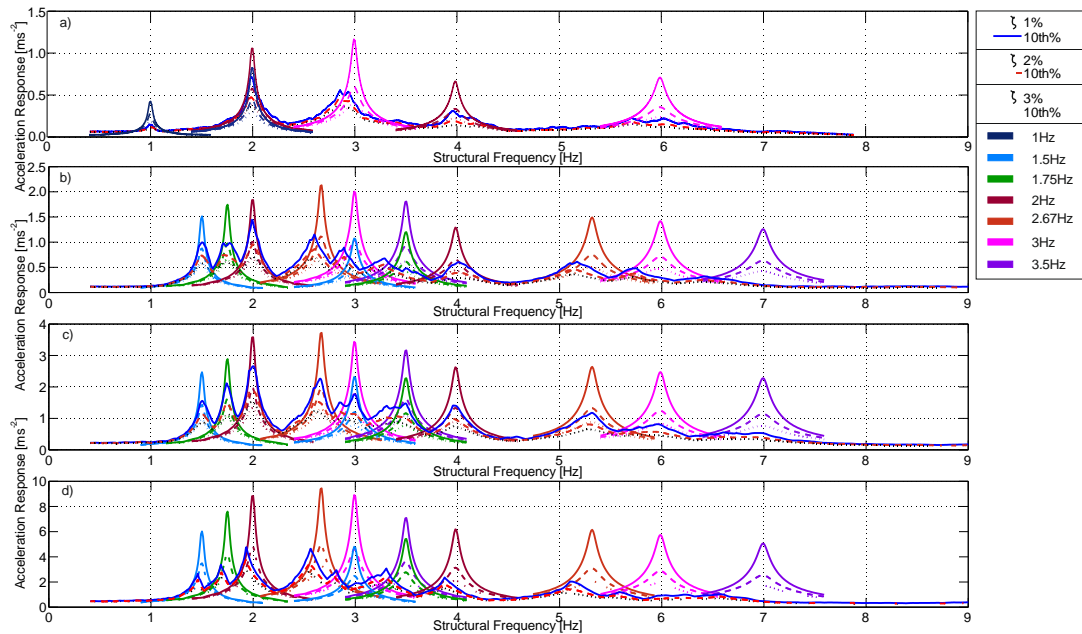 a)
Acceleration Response [ms-2]
1.5
1.0
0.5
0.0
0 1 2 3 4 5 6 7 8 9
Structural Frequency [Hz]
b)
Acceleration Response [ms-2]
2.5
2.0
1.5
1.0
0.5
0
0 1 2 3 4 5 6 7 8 9
Structural Frequency [Hz]
c)
Acceleration Response [ms-2]
4
3
2
1
0
0 1 2 3 4 5 6 7 8 9
Structural Frequency [Hz]
d)
Acceleration Response [ms-2]
10
8
6
4
2
0
0 1 2 3 4 5 6 7 8 9
Structural Frequency [Hz]
ζ 1%
10th%
ζ 2%
10th%
ζ 3%
10th%
1Hz
1.5Hz
1.75Hz
2Hz
2.67Hz
3Hz
3.5Hz